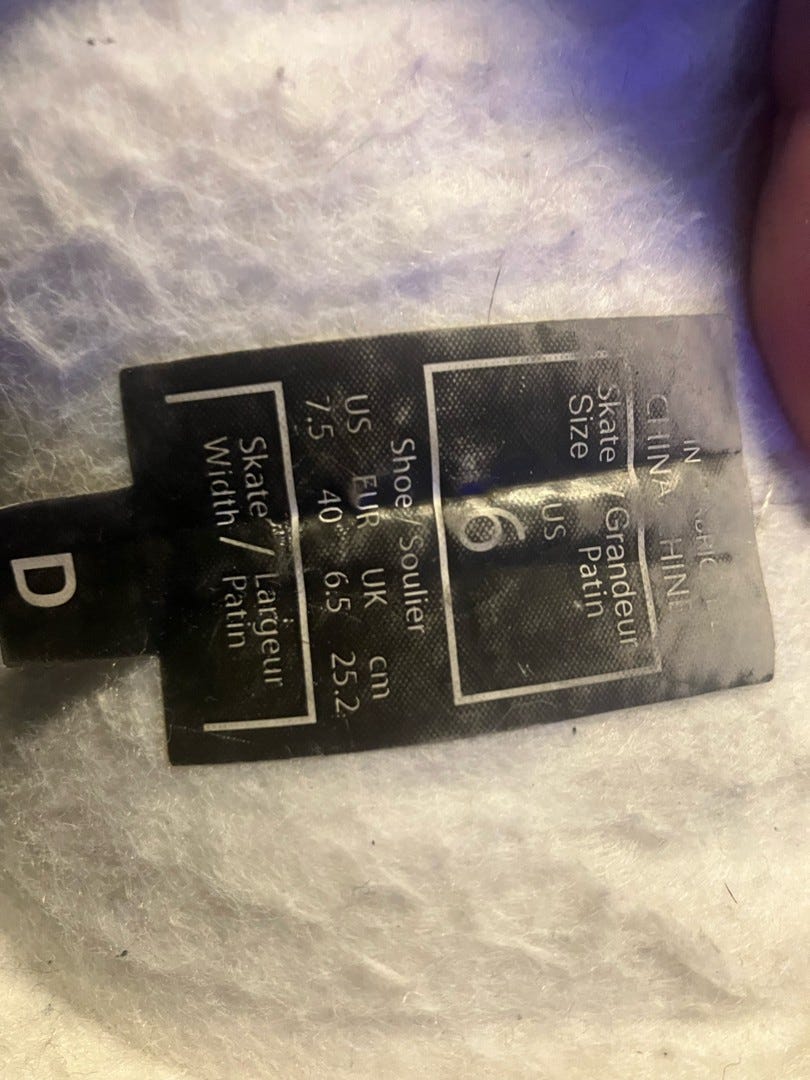 IN
CHINA
Skate / Grandeur
Size Patin
US
6
Shoe/ Soulier
US EUR UK cm
7.5 40 6.5 25.2
Skate / Largeur
Width Patin
D